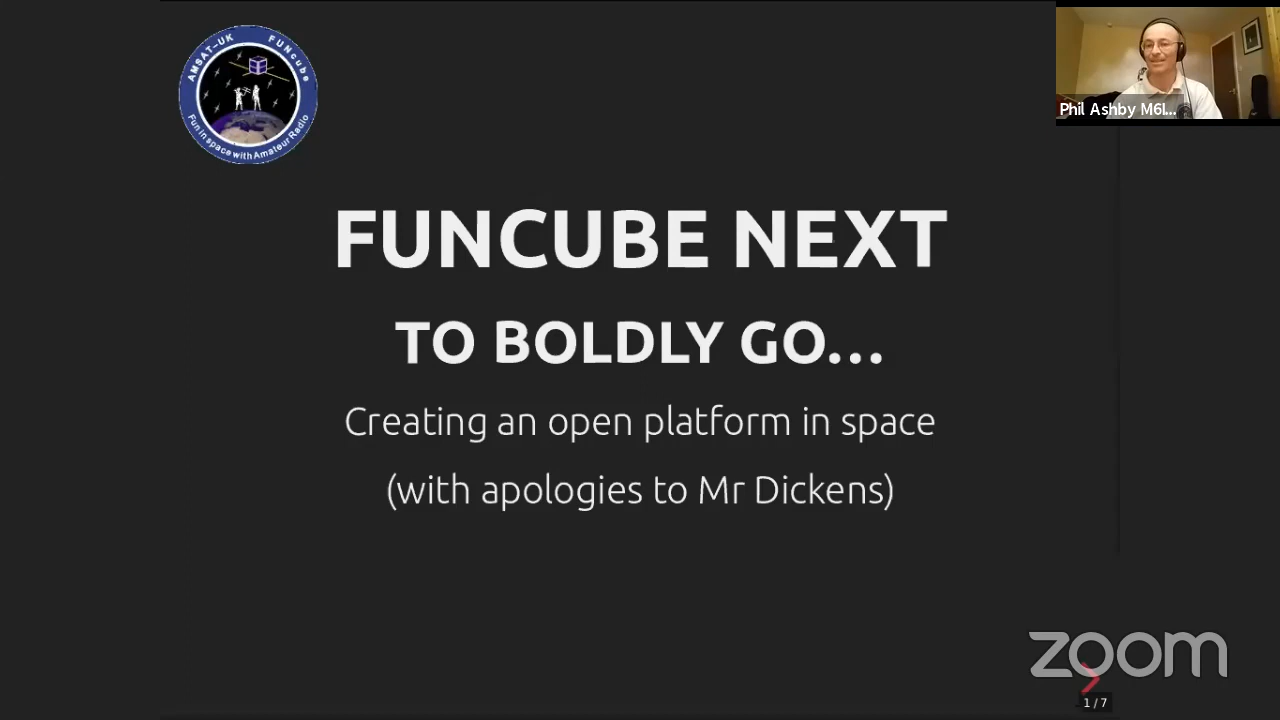 AMSAT-UK FUNcube
Fun in space with Amateur Radio
Phil Ashby M6I...
FUNCUBE NEXT
TO BOLDLY GO...
Creating an open platform in space
(with apologies to Mr Dickens)
zoom
1 / 7